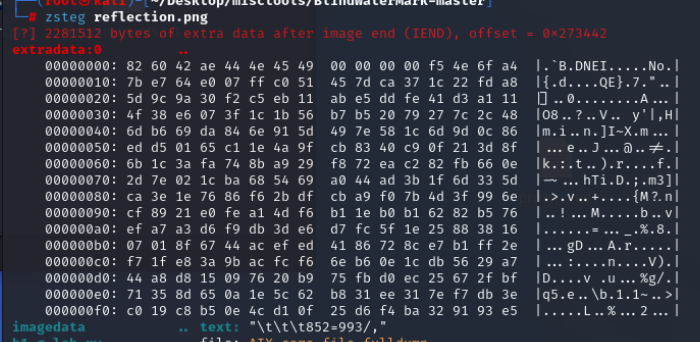 (root㉿kali)-[~/Desktop/misctools/BlindWaterMark-master]
# zsteg reflection.png
[?] 2281512 bytes of extra data after image end (IEND), offset = 0x273442
extradata:0 ..
00000000: 82 60 42 ae 44 4e 45 49 00 00 00 00 f5 4e 6f a4 |.`B.DNEI.....No.|
00000010: 7b e7 64 e0 07 ff c0 51 45 7d ca 37 1c 22 fd a8 |{.d....QE}.7."..|
00000020: 5d 9c 9a 30 f2 c5 eb 11 ab e5 dd fe 41 d3 a1 11 |]..0........A...|
00000030: 4f 38 e6 07 3f 1c 1b 56 b7 b5 20 79 27 7c 2c 48 |O8..?..V.. y'|,H|
00000040: 6d b6 69 da 84 6e 91 5d 49 7e 58 1c 6d 9d 0c 86 |m.i..n.]I~X.m...|
00000050: ed d5 01 65 c1 1e 4a 9f cb 83 40 c9 0f 21 3d 8f |...e..J...@..!=.|
00000060: 6b 1c 3a fa 74 8b a9 29 f8 72 ea c2 82 fb 66 0e |k.:.t..).r....f.|
00000070: 2d 7e 02 1c ba 68 54 69 a0 44 ad 3b 1f 6d 33 5d |-~...hTi.D.;.m3]|
00000080: ca 3e 1e 76 86 f6 2b df cb a9 f0 7b 4d 3f 99 6e |.>.v..+....{M?.n|
00000090: cf 89 21 e0 fe a1 4d f6 b1 1e b0 b1 62 82 b5 76 |..!...M.....b..v|
000000a0: ef a7 a3 d6 f9 db 3d e6 d7 fc 5f 1e 25 88 38 16 |......=..._.%.8.|
000000b0: 07 01 8f 67 44 ac ef ed 41 86 72 8c e7 b1 ff 2e |...gD...A.r.....|
000000c0: f7 1f e8 3a 9b ac fc f6 6e b6 0e 1c db 56 29 a7 |...:....n....V).|
000000d0: 44 a8 d8 15 09 76 20 b9 75 fb d0 ec 25 67 2f bf |D....v .u...%g/.|
000000e0: 71 35 8d 65 0a 1e 5c 62 b8 31 ee 31 7e f7 db 3e |q5.e..\b.1.1~..>|
000000f0: c0 19 c8 b5 0e 4c d1 0f 25 d6 f4 ba 32 91 93 e5 |.....L..%...2...|
imagedata .. text: "\t\t\t852=993/,"